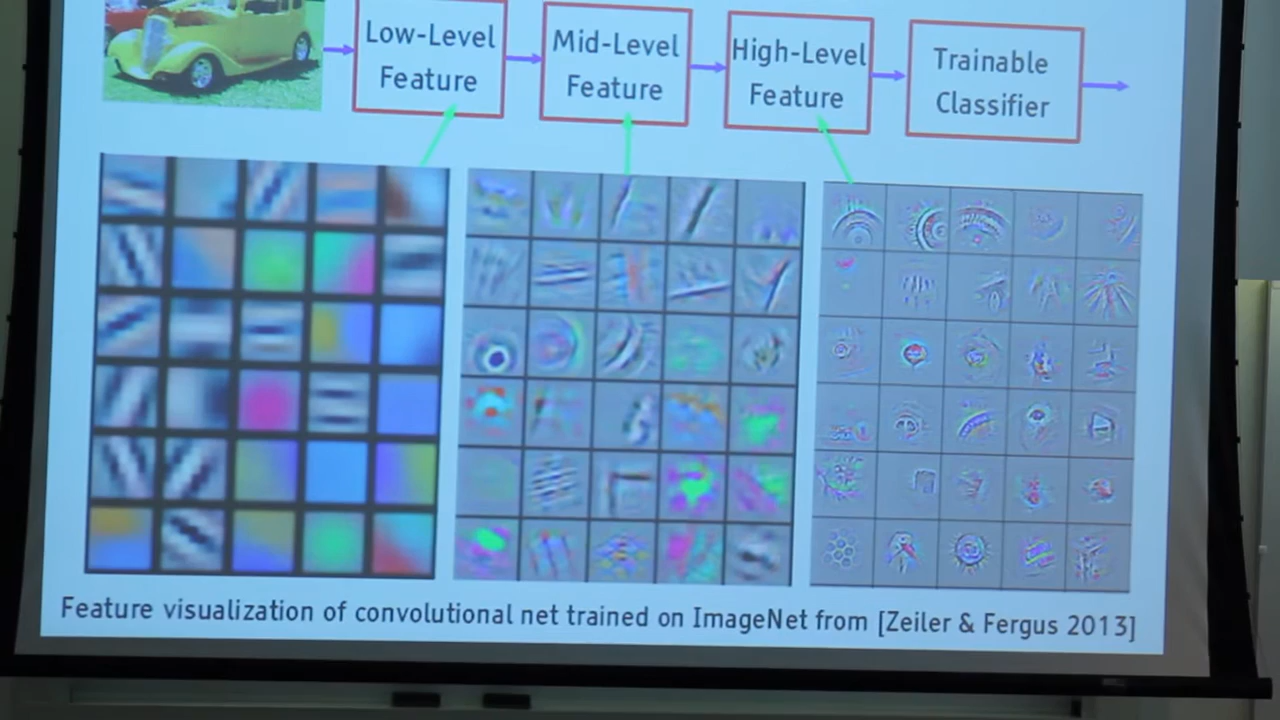 Low-Level
Feature
Mid-Level
Feature
High-Level
Feature
Trainable
Classifier
Feature visualization of convolutional net trained on ImageNet from [Zeiler & Fergus 2013]